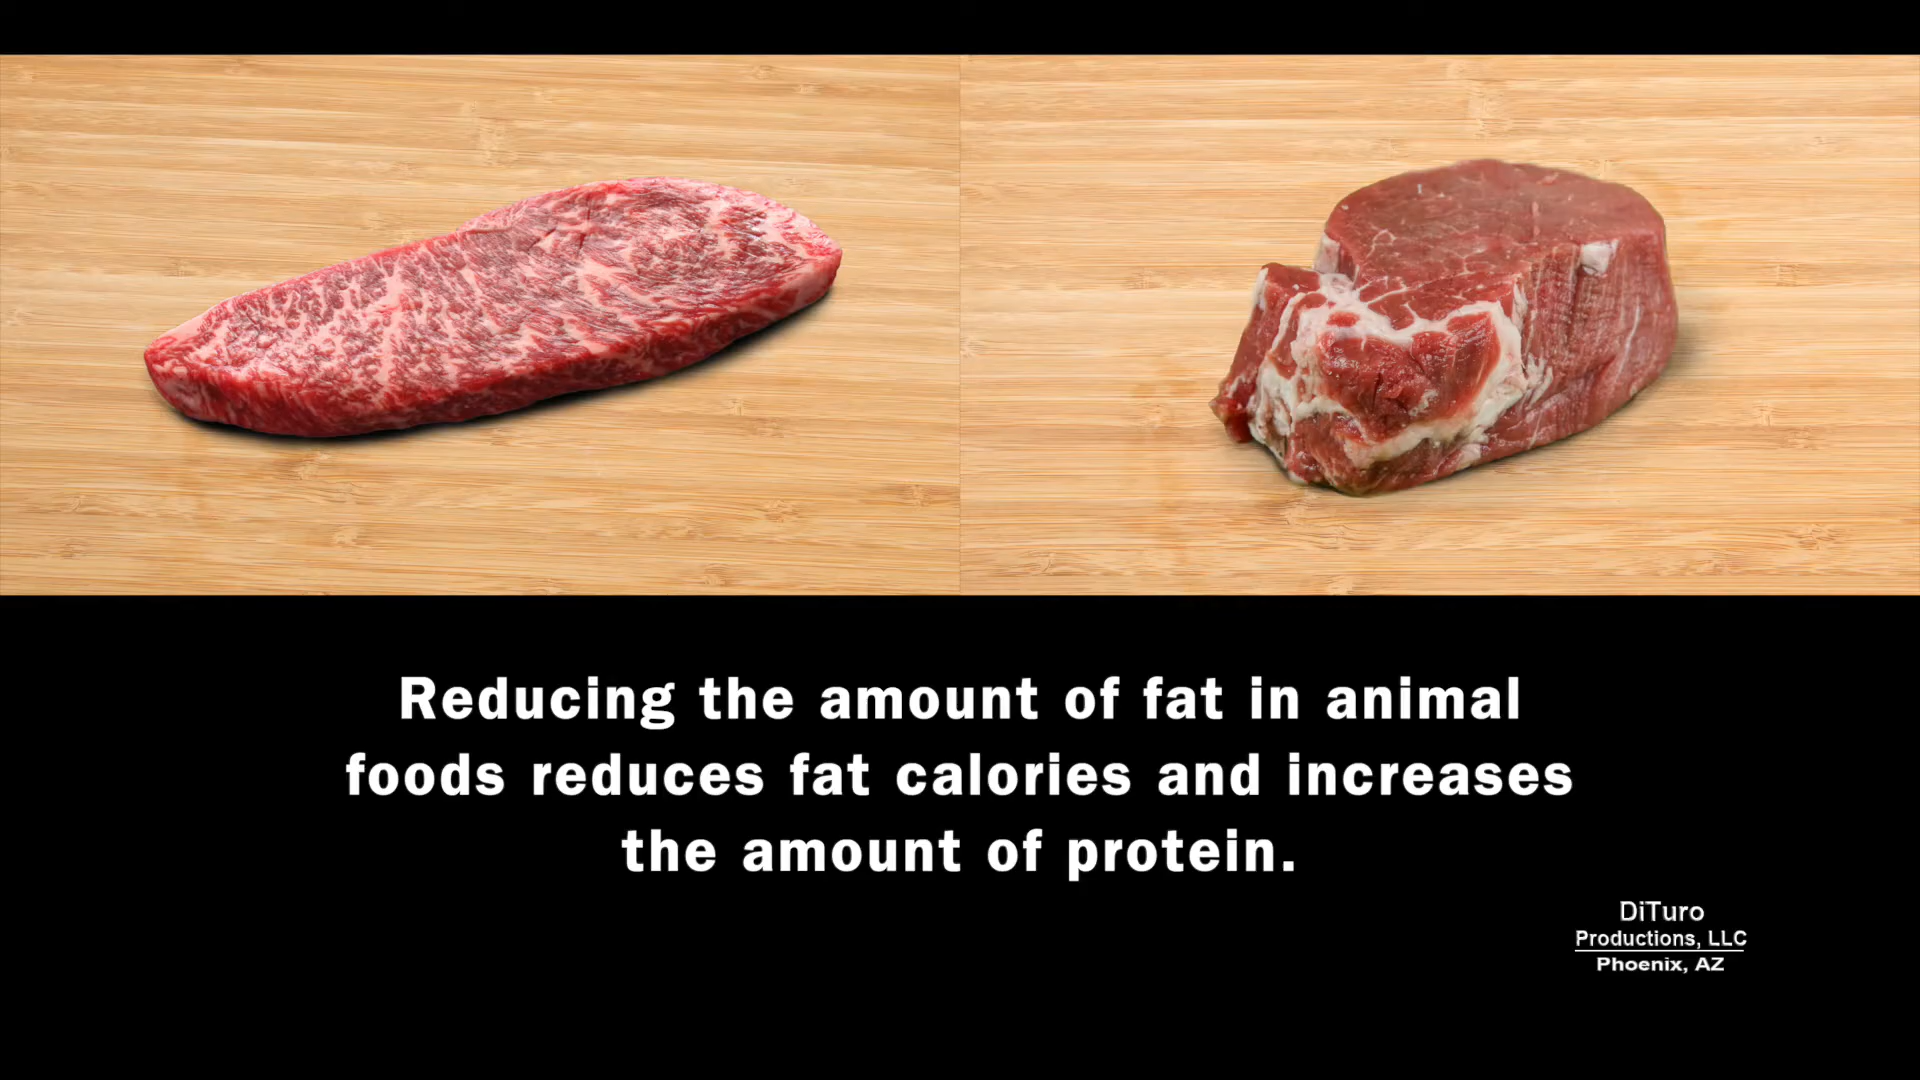 Reducing the amount of fat in animal
foods reduces fat calories and increases
the amount of protein.
DiTuro
Productions, LLC
Phoenix, AZ